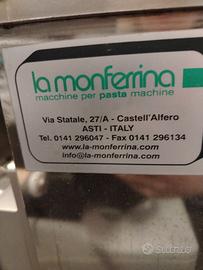 la monferrina
macchine per pasta machine
Via Statale, 27/A - Castell'Alfero
ASTI - ITALY
Tel. 0141 296047 - Fax 0141 296134
www.la-monferrina.com
info@la-monferrina.com
subito